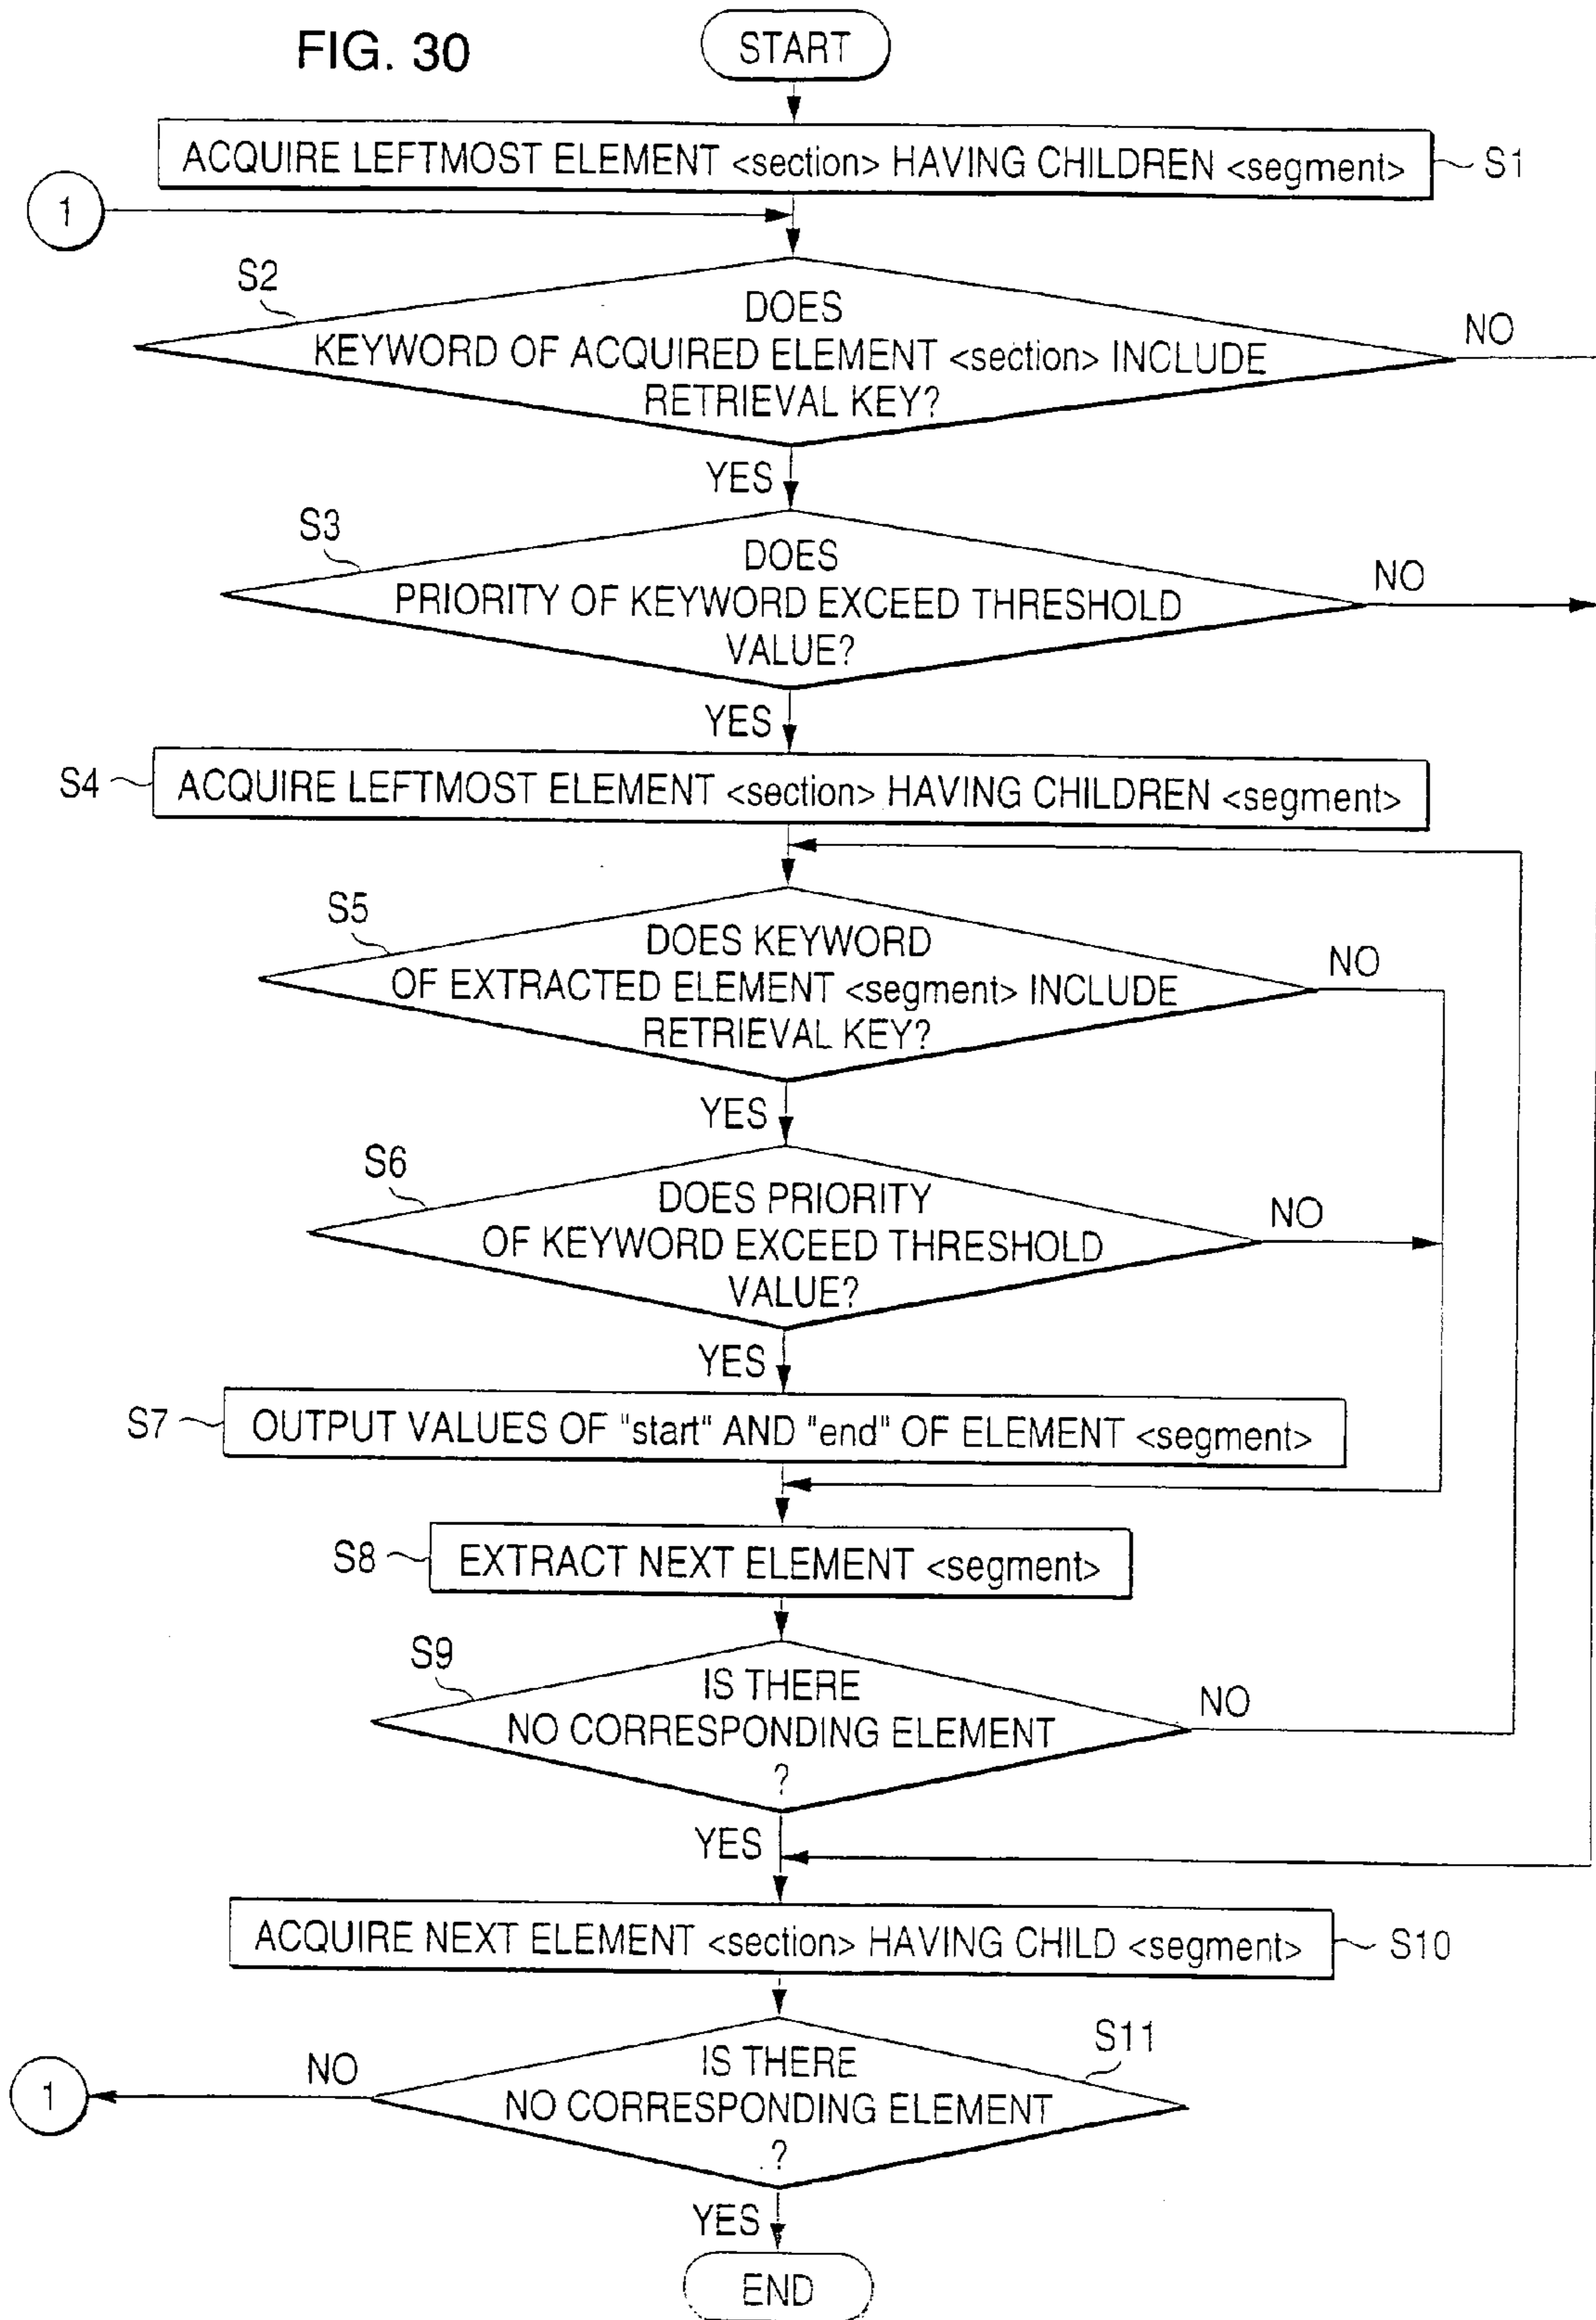 FIG. 30
START
ACQUIRE LEFTMOST ELEMENT <section> HAVING CHILDREN <segment>
S1
1
S2
DOES
KEYWORD OF ACQUIRED ELEMENT <section> INCLUDE
RETRIEVAL KEY?
NO
YES
S3
DOES
PRIORITY OF KEYWORD EXCEED THRESHOLD
VALUE?
NO
YES
S4
ACQUIRE LEFTMOST ELEMENT <section> HAVING CHILDREN <segment>
S5
DOES KEYWORD
OF EXTRACTED ELEMENT <segment> INCLUDE
RETRIEVAL KEY?
NO
YES
S6
DOES PRIORITY
OF KEYWORD EXCEED THRESHOLD
VALUE?
NO
YES
S7
OUTPUT VALUES OF "start" AND "end" OF ELEMENT <segment>
S8
EXTRACT NEXT ELEMENT <segment>
S9
IS THERE
NO CORRESPONDING ELEMENT
?
NO
YES
ACQUIRE NEXT ELEMENT <section> HAVING CHILD <segment>
S10
S11
IS THERE
NO CORRESPONDING ELEMENT
?
NO
1
YES
END